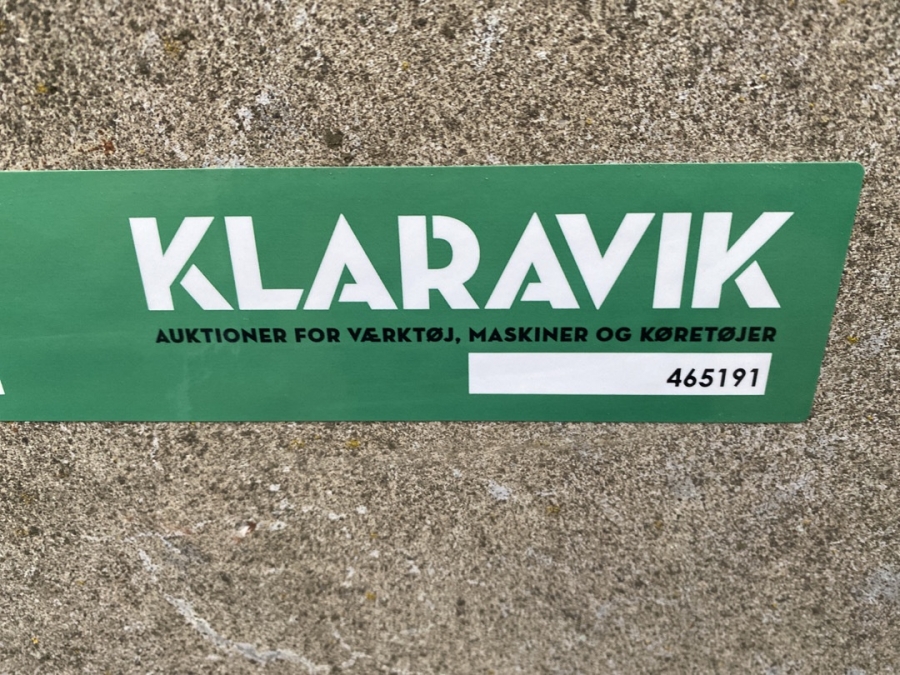 KLARAVIK
AUKTIONER FOR VÆRKTØJ, MASKINER OG KØRETØJER
465191